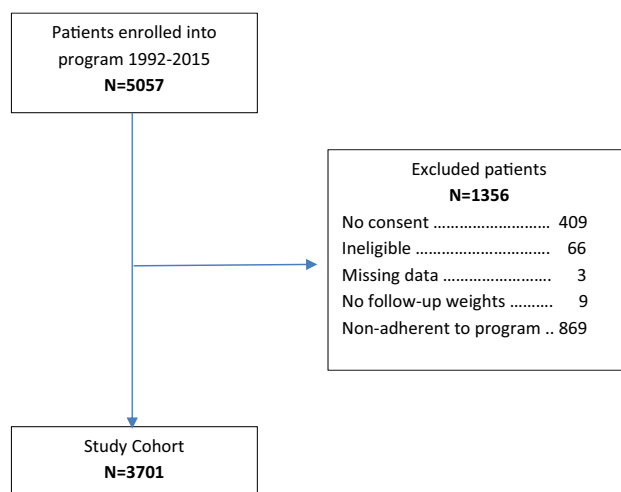 Patients enrolled into
program 1992-2015
N=5057
Excluded patients
N=1356
No consent ........................... 409
Ineligible .............................. 66
Missing data ........................ 3
No follow-up weights .......... 9
Non-adherent to program .. 869
Study Cohort
N=3701